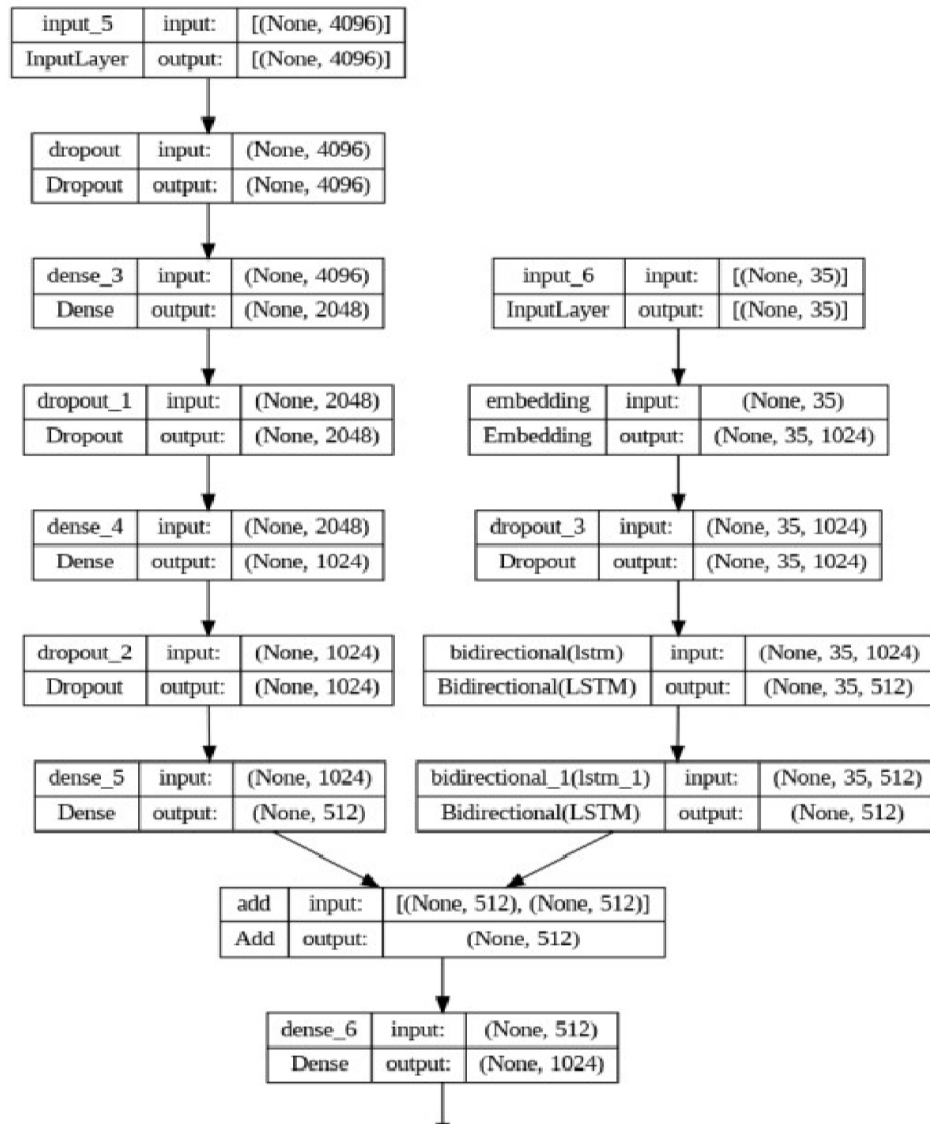 input_5 input: [(None, 4096)]
InputLayer output: [(None, 4096)]
dropout input: (None, 4096)
Dropout output: (None, 4096)
dense_3 input: (None, 4096)
Dense output: (None, 2048)
input_6 input: [(None, 35)]
InputLayer output: [(None, 35)]
dropout_1 input: (None, 2048)
Dropout output: (None, 2048)
embedding input: (None, 35)
Embedding output: (None, 35, 1024)
dense_4 input: (None, 2048)
Dense output: (None, 1024)
dropout_3 input: (None, 35, 1024)
Dropout output: (None, 35, 1024)
dropout_2 input: (None, 1024)
Dropout output: (None, 1024)
bidirectional(lstm) input: (None, 35, 1024)
Bidirectional(LSTM) output: (None, 35, 512)
dense_5 input: (None, 1024)
Dense output: (None, 512)
bidirectional_1(lstm_1) input: (None, 35, 512)
Bidirectional(LSTM) output: (None, 512)
add input: [(None, 512), (None, 512)]
Add output: (None, 512)
dense_6 input: (None, 512)
Dense output: (None, 1024)